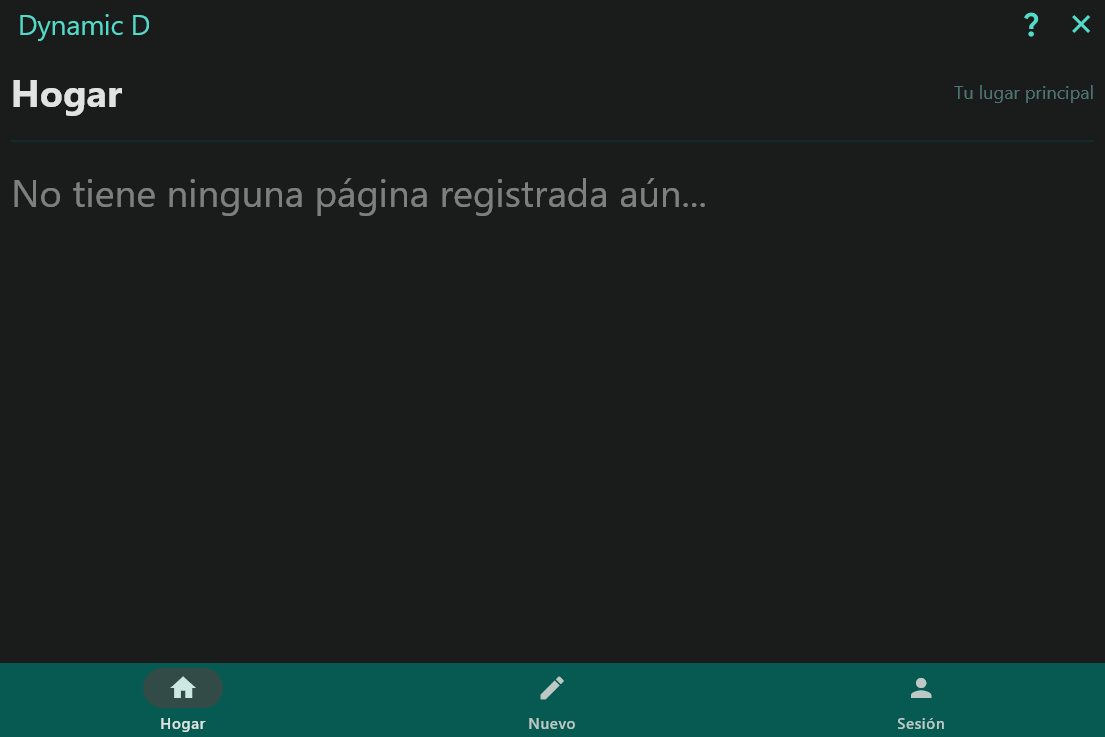 Dynamic D
?
Hogar
Tu lugar principal
No tiene ninguna página registrada aún...
Hogar
Nuevo
Sesión